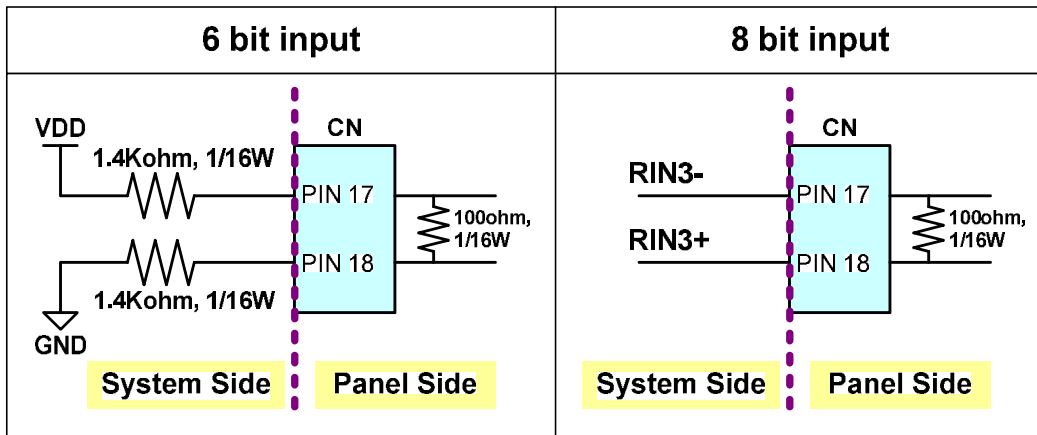 6 bit input
VDD
1.4Kohm, 1/16W
CN
PIN 17
100ohm,
1/16W
PIN 18
1.4Kohm, 1/16W
GND
System Side
Panel Side
8 bit input
CN
RIN3-
PIN 17
100ohm,
1/16W
RIN3+
PIN 18
System Side
Panel Side